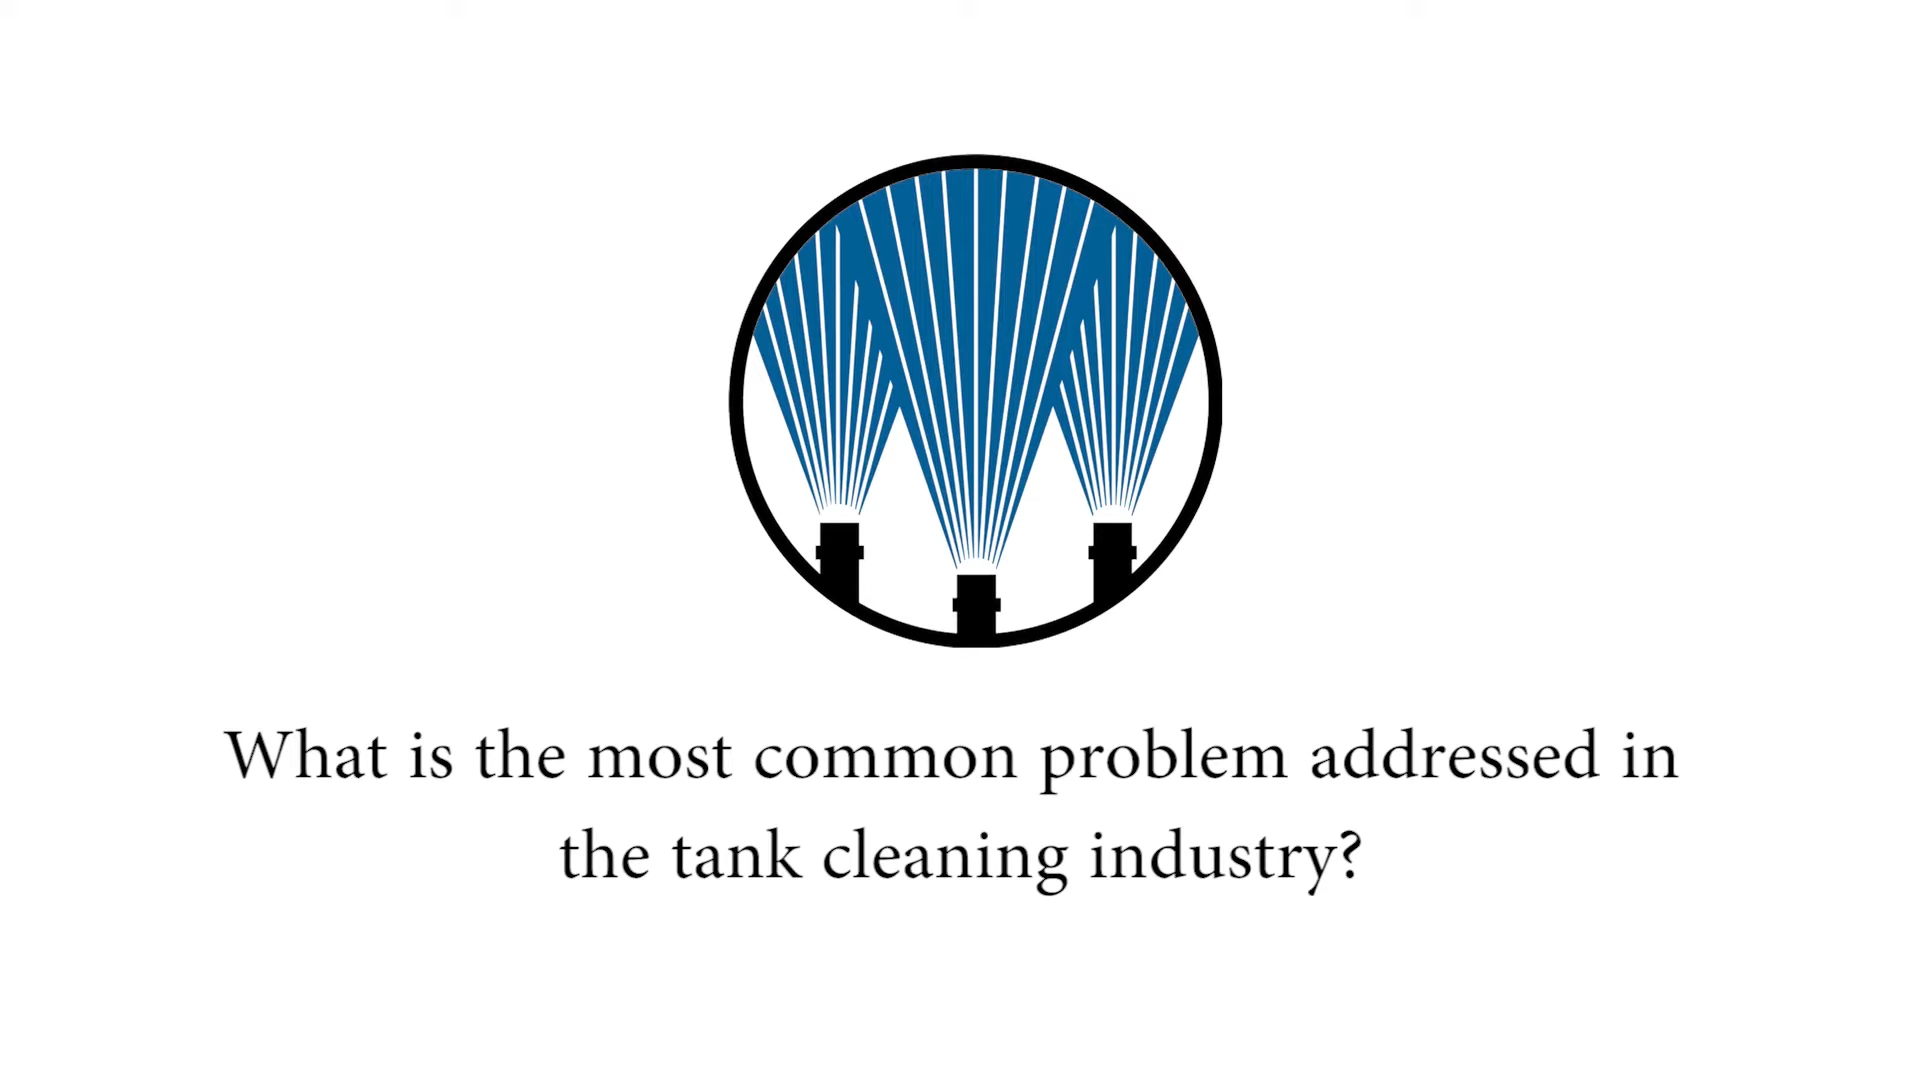 What is the most common problem addressed in
the tank cleaning industry?